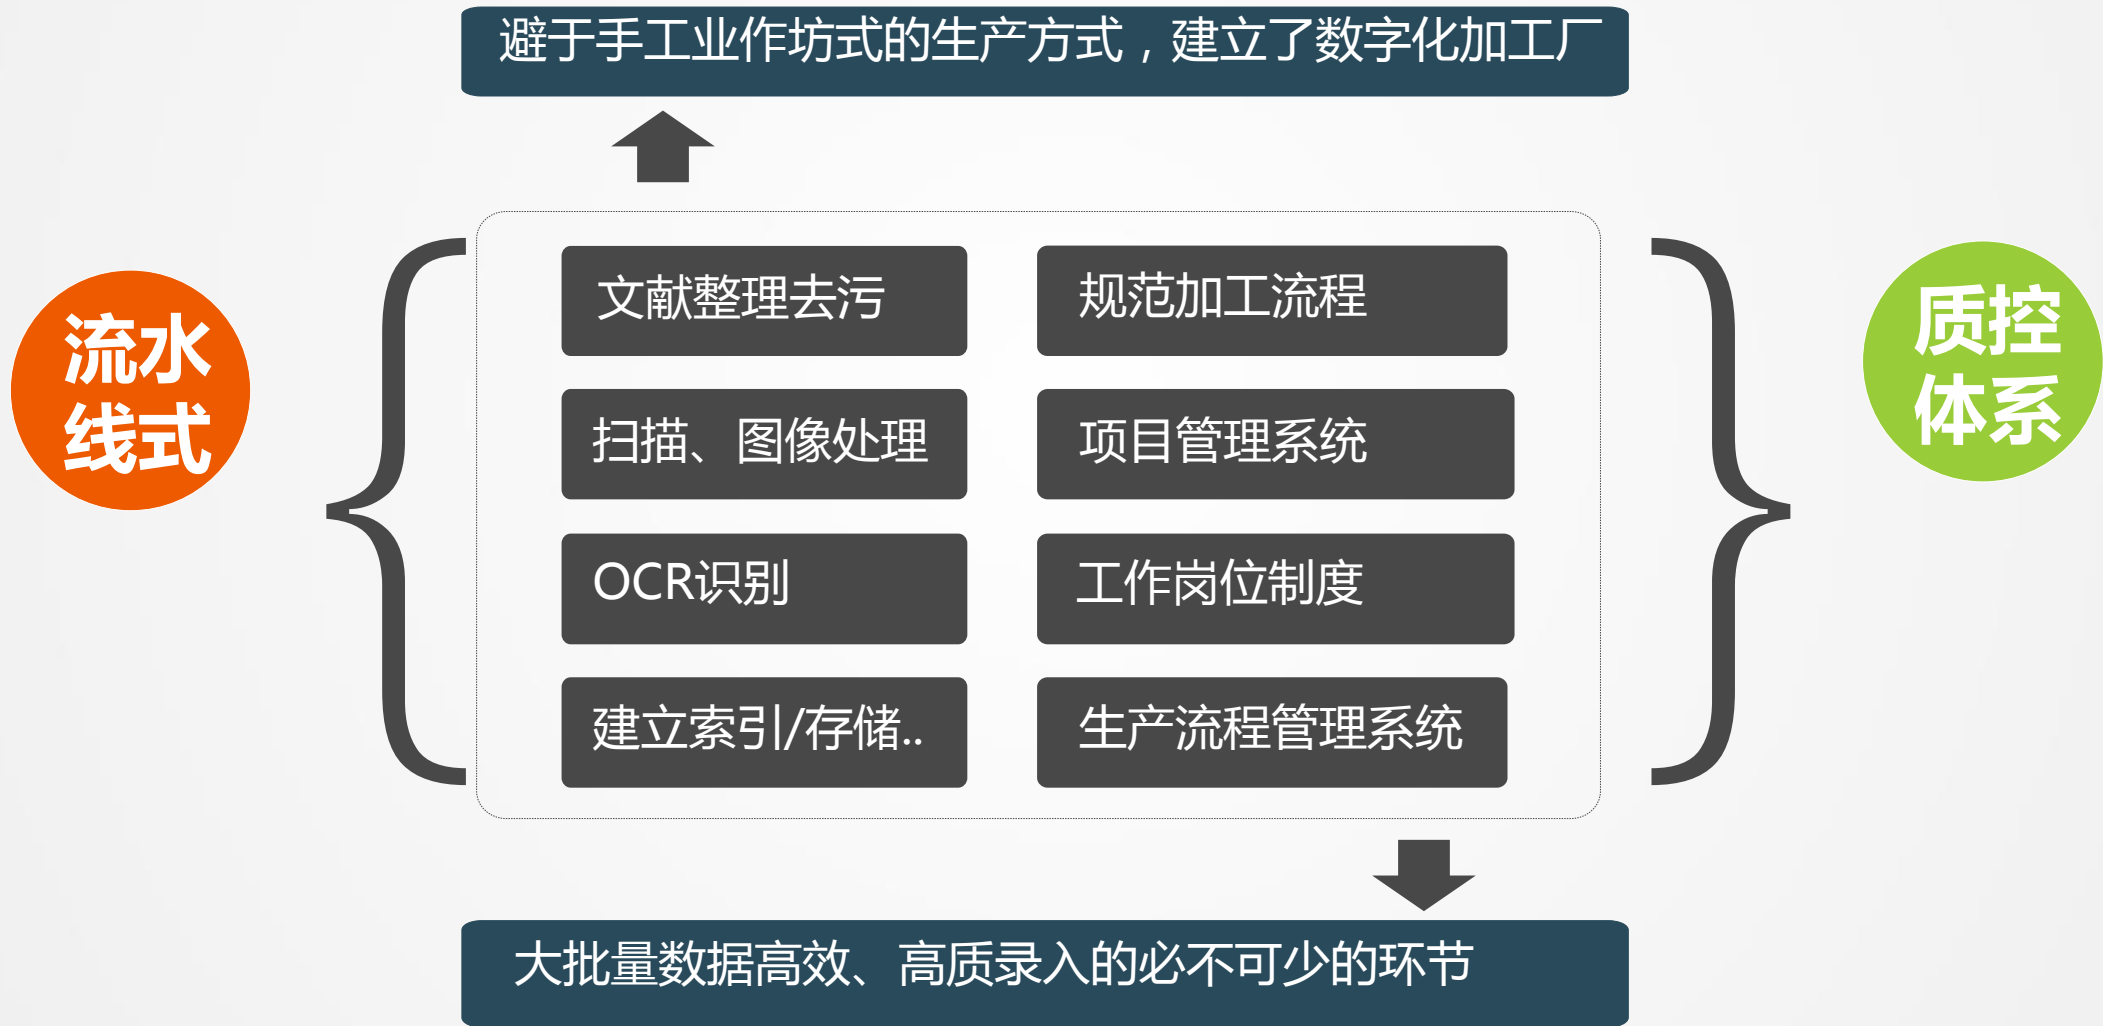 避于手工业作坊式的生产方式，建立了数字化加工厂
流水
线式
文献整理去污
扫描、图像处理
OCR识别
建立索引/存储..
规范加工流程
项目管理系统
工作岗位制度
生产流程管理系统
质控
体系
大批量数据高效、高质录入的必不可少的环节